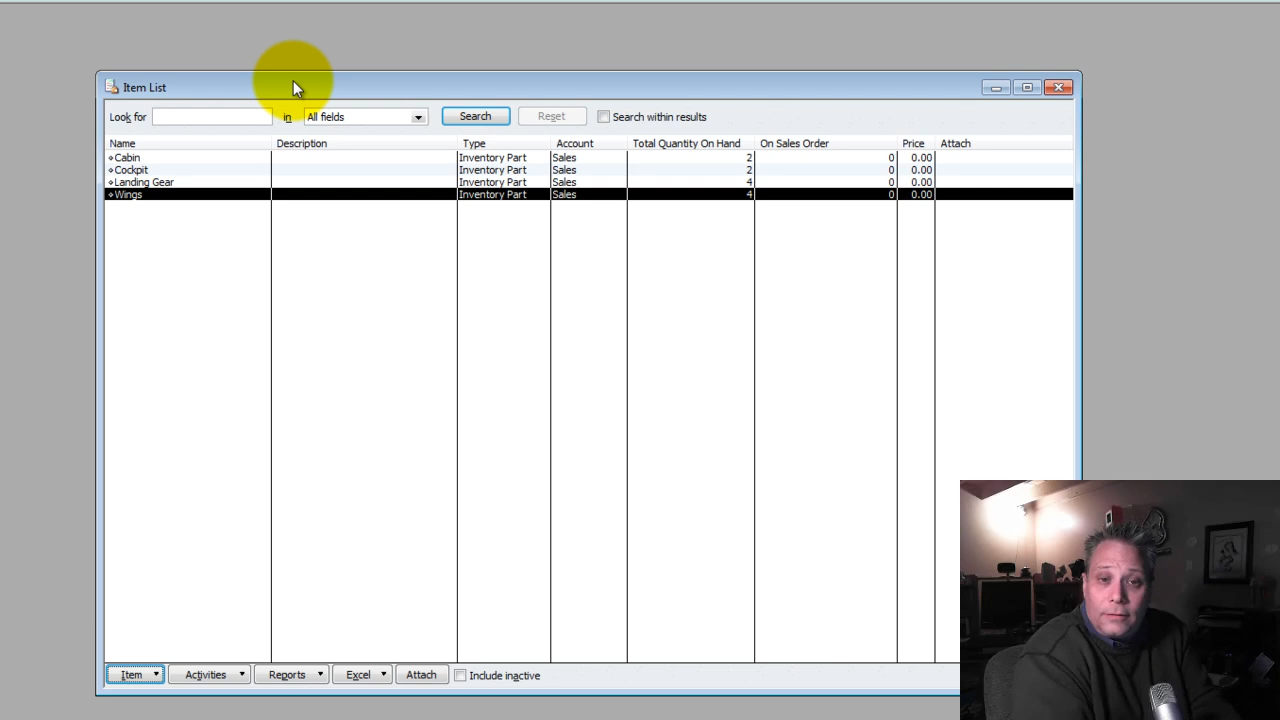 Item List
Look for in All fields Search Reset Search within results
Name Description Type Account Total Quantity On Hand On Sales Order Price Attach
Cabin Inventory Part Sales 2 0 0.00
Cockpit Inventory Part Sales 2 0 0.00
Landing Gear Inventory Part Sales 4 0 0.00
Wings Inventory Part Sales 4 0 0.00
Item Activities Reports Excel Attach Include inactive